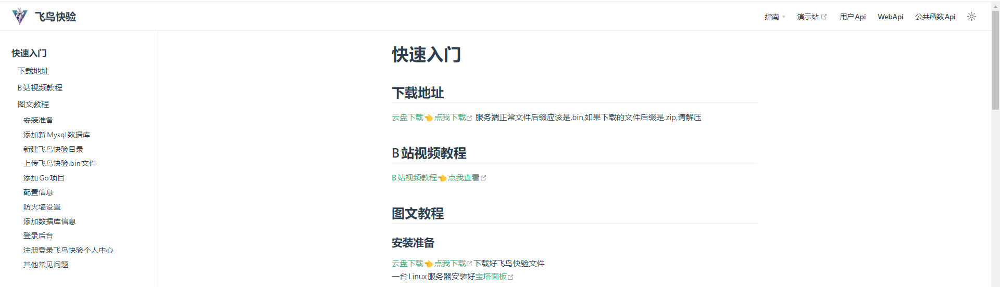 飞鸟快验
指南
演示站
用户Api
WebApi
公共函数Api
快速入门
下载地址
B站视频教程
图文教程
安装准备
添加新Mysql数据库
新建飞鸟快验目录
上传飞鸟快验.bin文件
添加Go项目
配置信息
防火墙设置
添加数据库信息
登录后台
注册登录飞鸟快验个人中心
其他常见问题
快速入门
下载地址
云盘下载👈点我下载 服务端正常文件后缀应该是.bin,如果下载的文件后缀是.zip,请解压
B站视频教程
B站视频教程👈点我查看
图文教程
安装准备
云盘下载👈点我下载下载好飞鸟快验文件
一台Linux服务器安装好宝塔面板